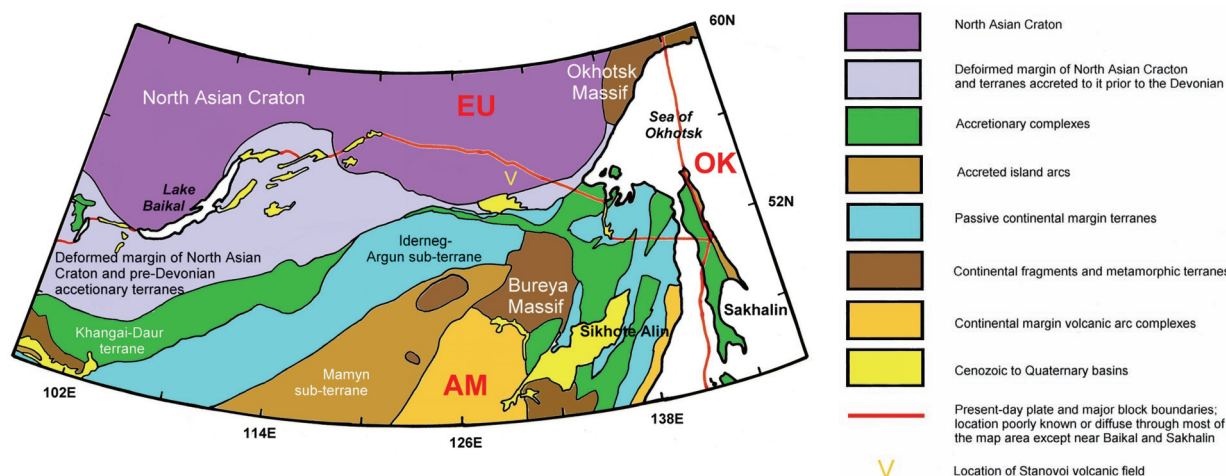 60N
Okhotsk
Massif
North Asian Craton
EU
Sea of
Okhotsk
OK
V
Lake
Baikal
52N
Iderneg-
Argun sub-terrane
Deformed margin of North Asian
Craton and pre-Devonian
accetionary terranes
Bureya
Massif
Sakhalin
Khangai-Daur
terrane
Sikhote Alin
Mamyn
sub-terrane
AM
102E
138E
114E
126E
North Asian Craton
Deformed margin of North Asian Cracton
and terranes accreted to it prior to the Devonian
Accretionary complexes
Accreted island arcs
Passive continental margin terranes
Continental fragments and metamorphic terranes
Continental margin volcanic arc complexes
Cenozoic to Quaternary basins
Present-day plate and major block boundaries;
location poorly known or diffuse through most of
the map area except near Baikal and Sakhalin
V
Location of Stanovoi volcanic field